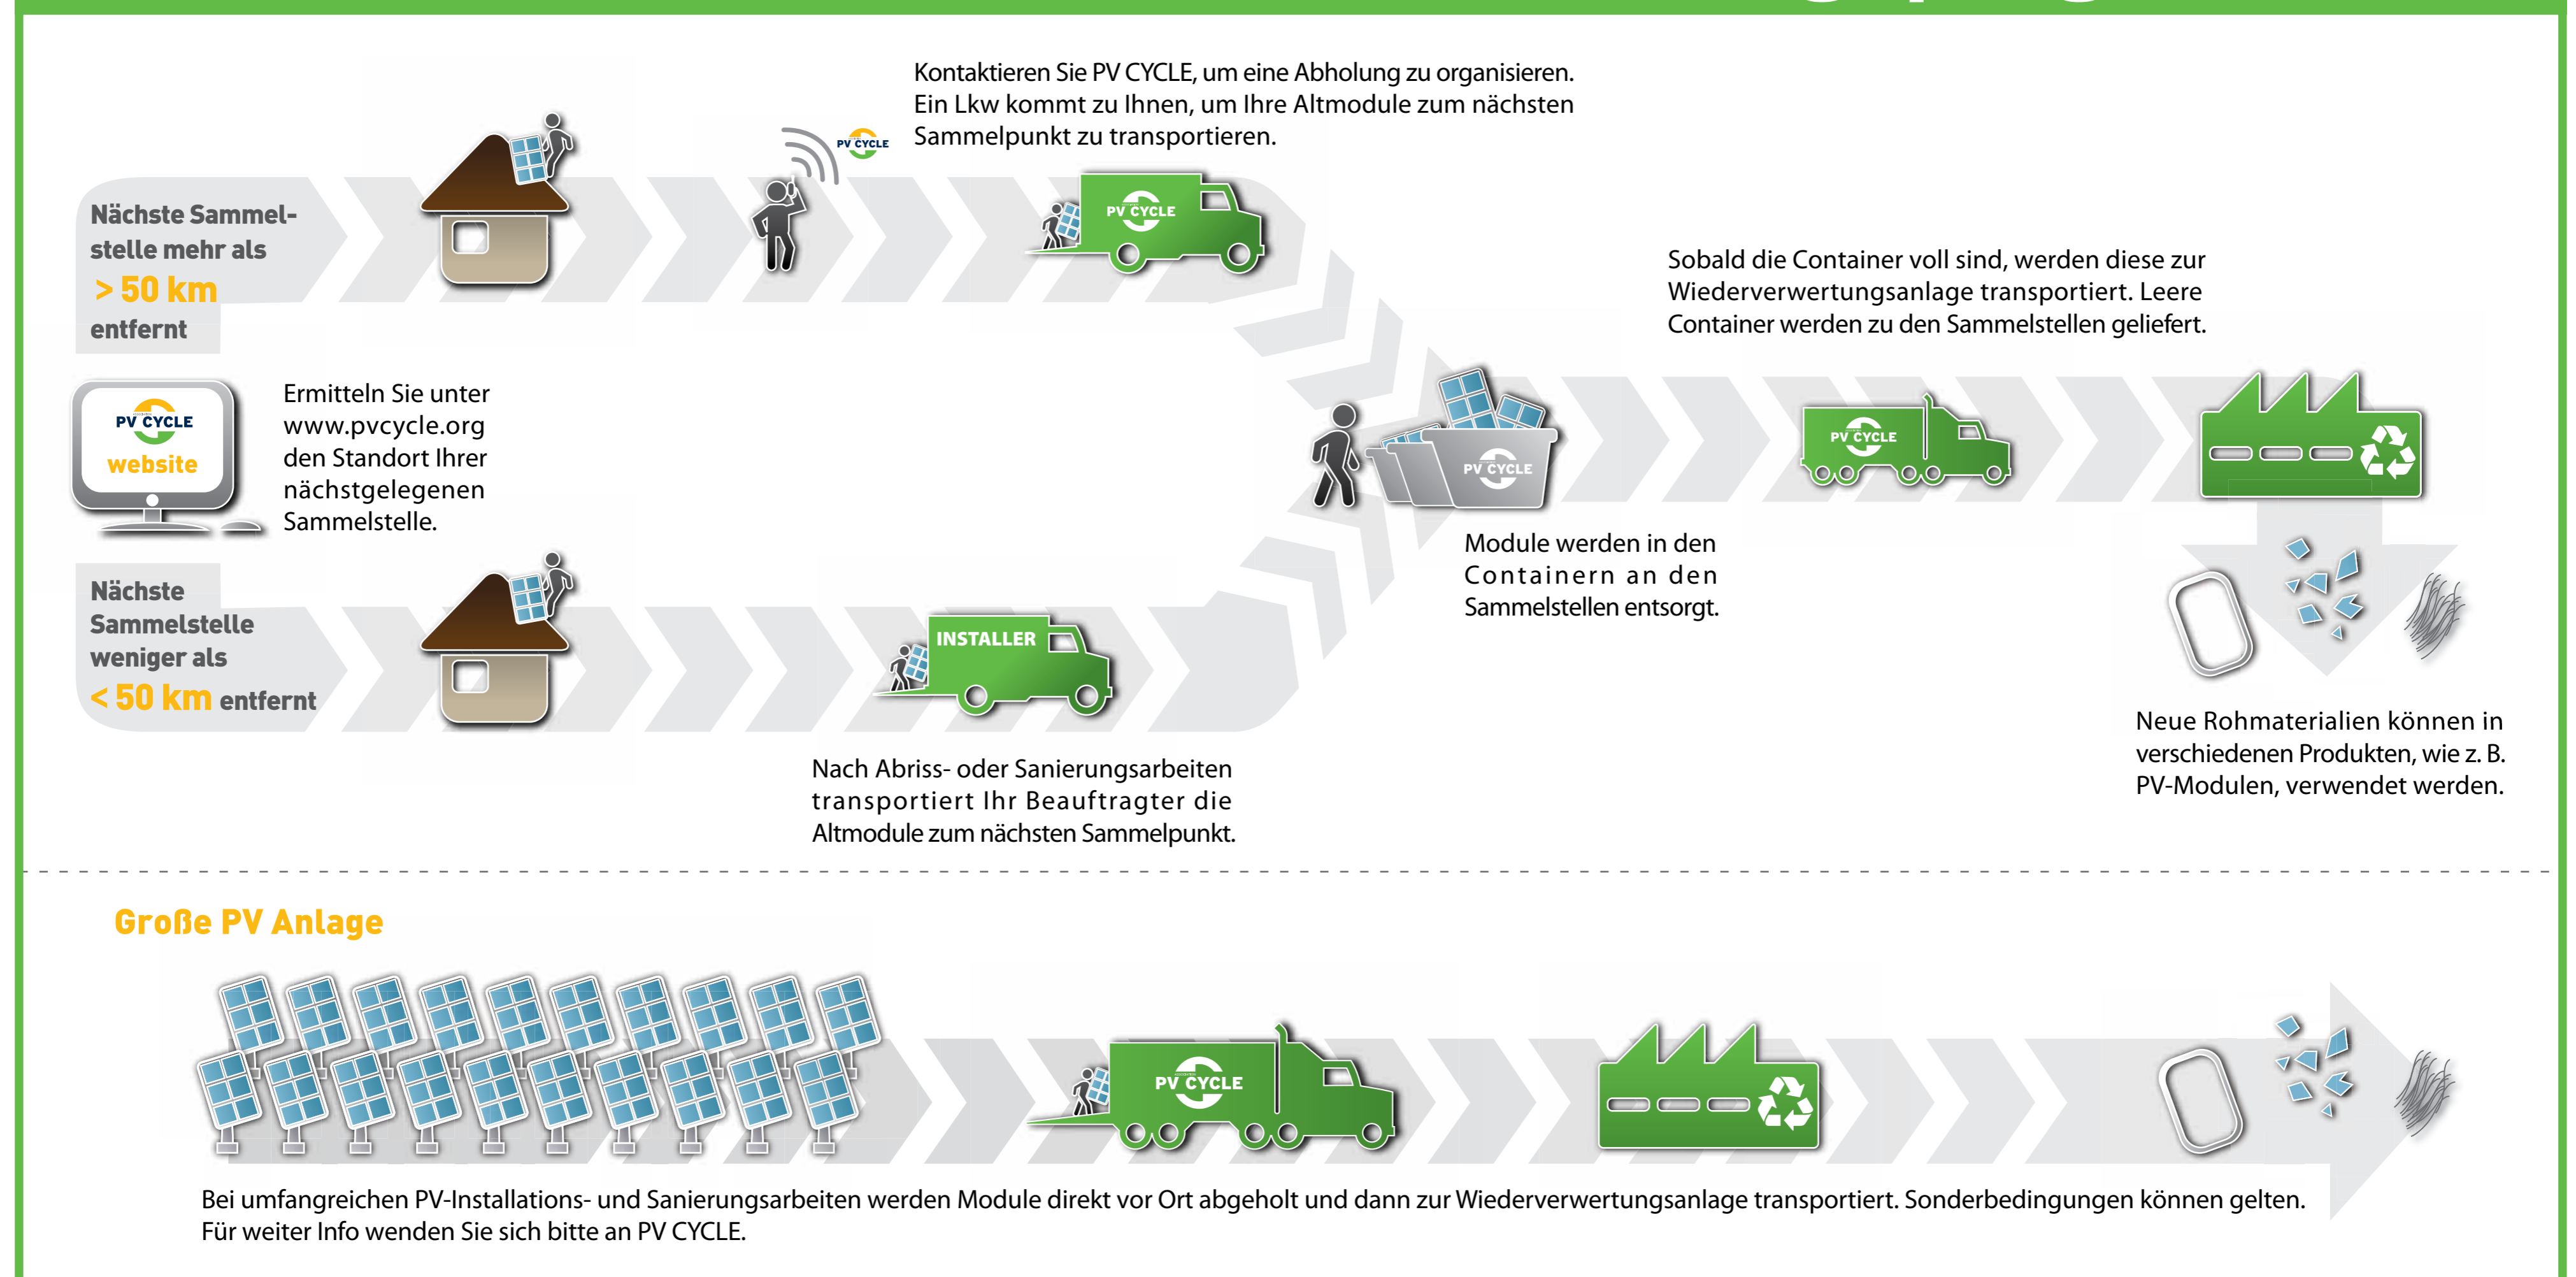 Kontaktieren Sie PV CYCLE, um eine Abholung zu organisieren.
Ein Lkw kommt zu Ihnen, um Ihre Altmodule zum nächsten
Sammelpunkt zu transportieren.
PV CYCLE
PV CYCLE
Nächste Sammel-
stelle mehr als
> 50 km
entfernt
Sobald die Container voll sind, werden diese zur
Wiederverwertungsanlage transportiert. Leere
Container werden zu den Sammelstellen geliefert.
PV CYCLE
website
Ermitteln Sie unter
www.pvcycle.org
den Standort Ihrer
nächstgelegenen
Sammelstelle.
PV CYCLE
PV CYCLE
Module werden in den
Containern an den
Sammelstellen entsorgt.
Nächste
Sammelstelle
weniger als
< 50 km entfernt
INSTALLER
Nach Abriss- oder Sanierungsarbeiten
transportiert Ihr Beauftragter die
Altmodule zum nächsten Sammelpunkt.
Neue Rohmaterialien können in
verschiedenen Produkten, wie z. B.
PV-Modulen, verwendet werden.
Große PV Anlage
PV CYCLE
Bei umfangreichen PV-Installations- und Sanierungsarbeiten werden Module direkt vor Ort abgeholt und dann zur Wiederverwertungsanlage transportiert. Sonderbedingungen können gelten.
Für weiter Info wenden Sie sich bitte an PV CYCLE.